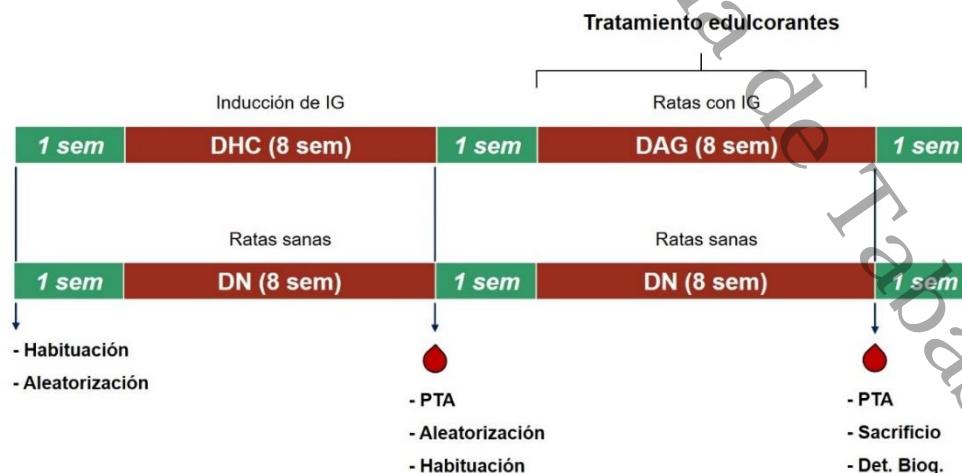 Tratamiento edulcorantes
Inducción de IG
Ratas con IG
1 sem DHC (8 sem) 1 sem DAG (8 sem) 1 sem
Ratas sanas
Ratas sanas
1 sem DN (8 sem) 1 sem DN (8 sem) 1 sem
- Habituación
- Aleatorización
- PTA
- Aleatorización
- Habituación
- PTA
- Sacrificio
- Det. Bioq.
a de Tabas